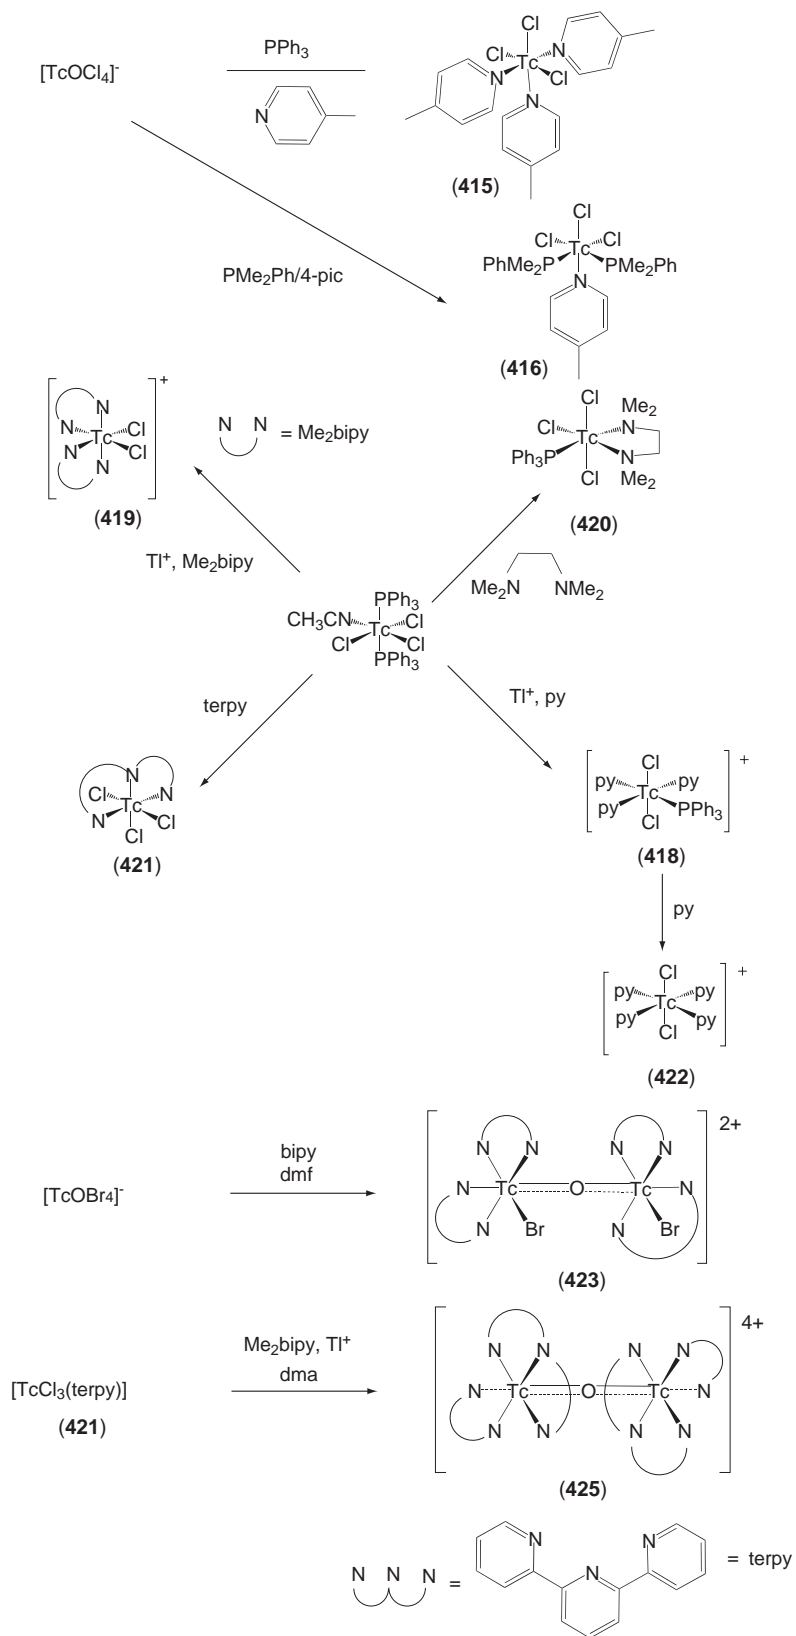 [TcOCl4]-
PPh3
N
Cl
Cl
N
Tc
N
Cl
N
(415)
PMe2Ph/4-pic
Cl
Cl
Tc
Cl
PhMe2P
PMe2Ph
N
(416)
+
N
N
Tc
Cl
N
Cl
N
(419)
N N = Me2bipy
Cl
Me2
Cl
N
Tc
Ph3P
N
Cl
Me2
(420)
Tl+, Me2bipy
Me2N NMe2
PPh3
CH3CN
Cl
Tc
Cl
Cl
PPh3
terpy
Tl+, py
N
Cl
N
Tc
N
Cl
Cl
(421)
+
Cl
py
py
Tc
py
PPh3
Cl
(418)
py
+
Cl
py
py
Tc
py
py
Cl
(422)
[TcOBr4]-
bipy
dmf
2+
N N N N
N Tc O Tc N
N Br N Br
(423)
[TcCl3(terpy)]
(421)
Me2bipy, Tl+
dma
4+
N N N N
N Tc O Tc N
N N N N
(425)
N N N =
N N N
= terpy